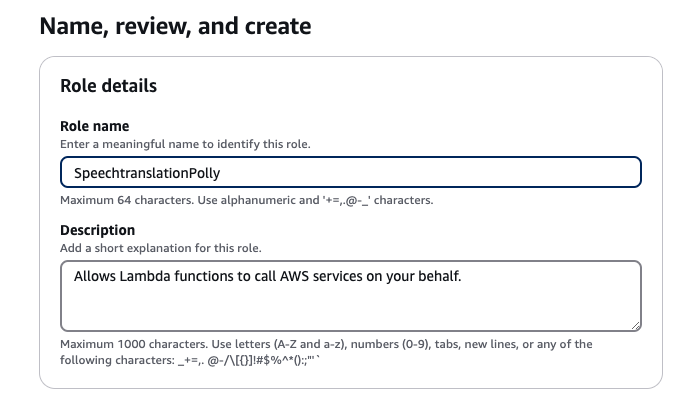 Name, review, and create
Role details
Role name
Enter a meaningful name to identify this role.
SpeechtranslationPolly
Maximum 64 characters. Use alphanumeric and '+=,.@-_' characters.
Description
Add a short explanation for this role.
Allows Lambda functions to call AWS services on your behalf.
Maximum 1000 characters. Use letters (A-Z and a-z), numbers (0-9), tabs, new lines, or any of the
following characters: _+=,. @-/\[{}]!#$%^*();:"'`